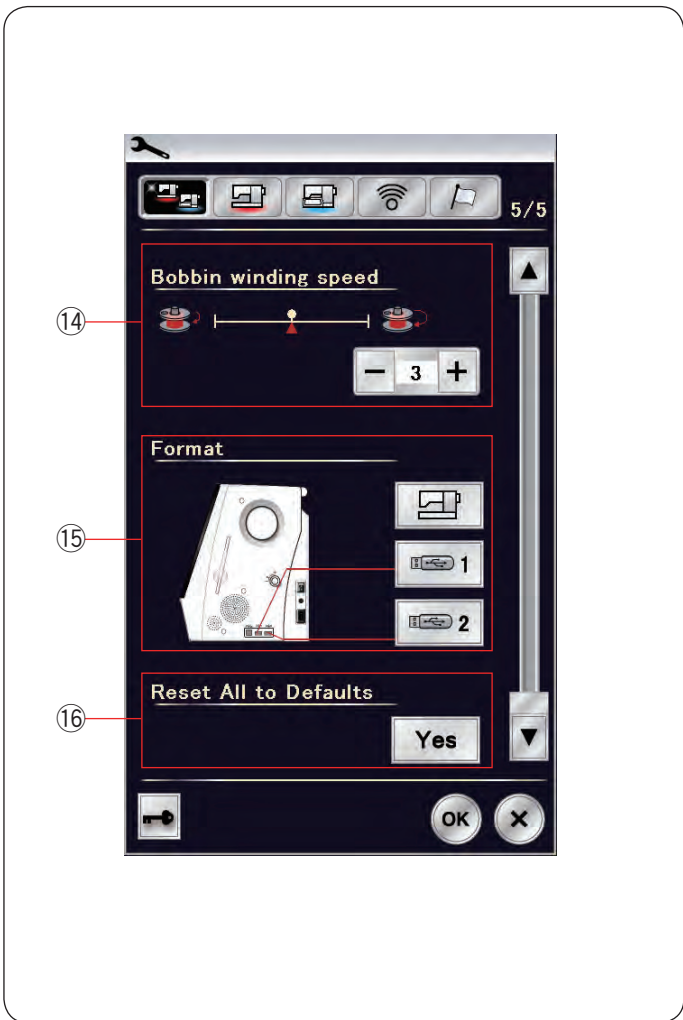 5/5
⑭
Bobbin winding speed
− 3 +
⑮
Format
1
2
⑯
Reset All to Defaults
Yes
OK ×